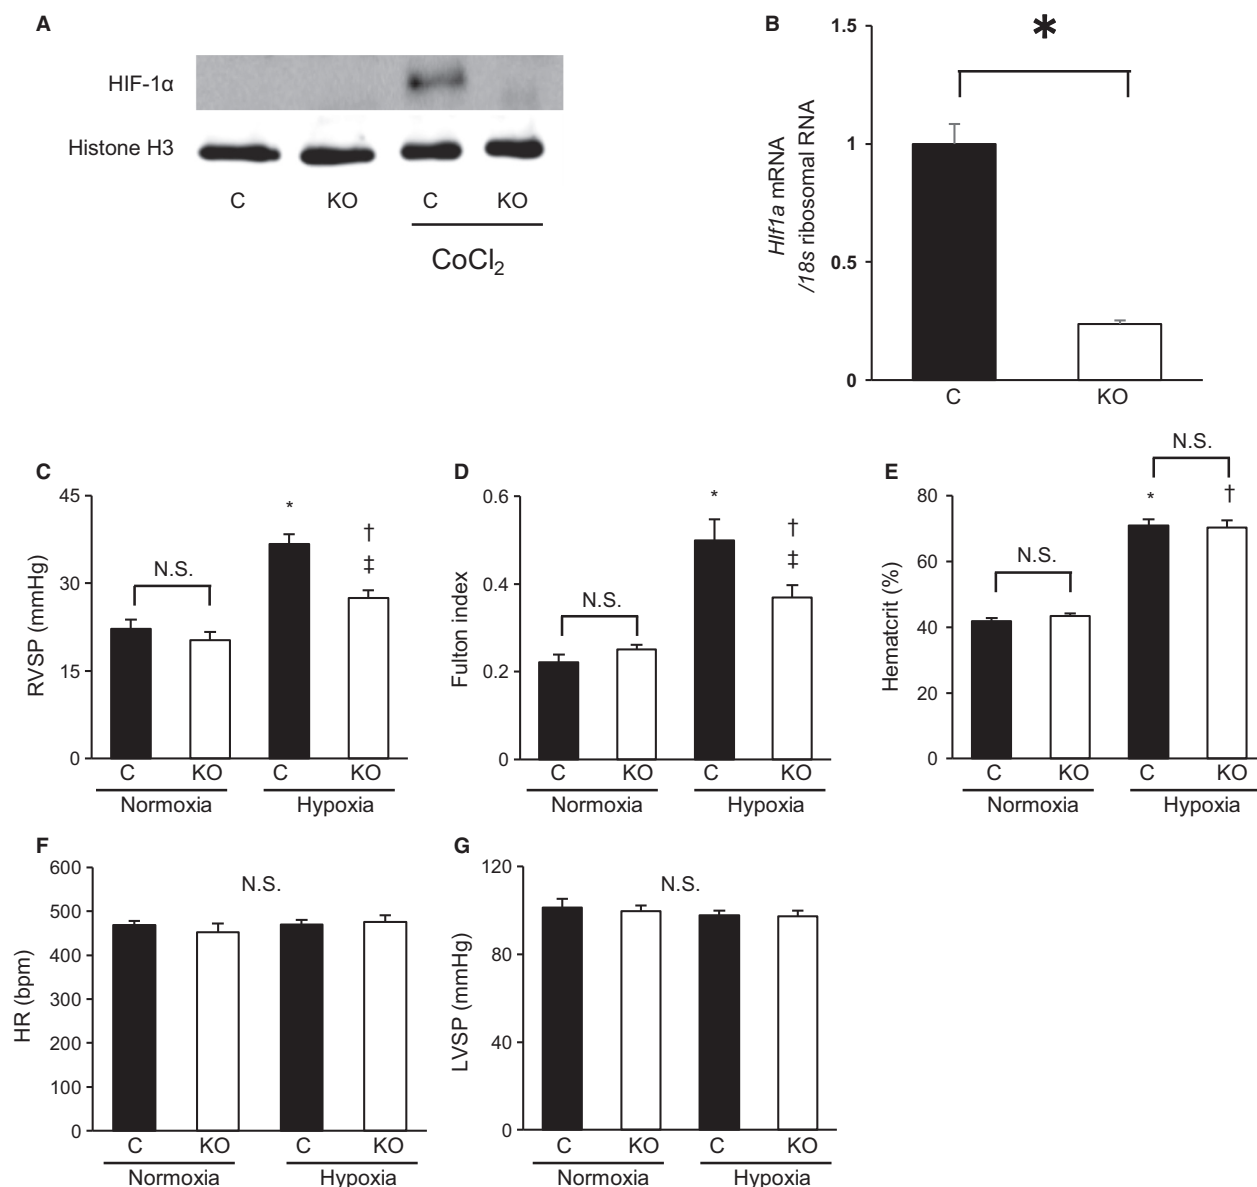 A
HIF-1α
Histone H3
C KO C KO
CoCl2
B
1.5
1
0.5
0
HIf1a mRNA
/18s ribosomal RNA
*
C KO
C
45
30
15
0
RVSP (mmHg)
N.S.
*
†
‡
C KO C KO
Normoxia Hypoxia
D
0.6
0.4
0.2
0
Fulton index
N.S.
*
†
‡
C KO C KO
Normoxia Hypoxia
E
80
60
40
20
0
Hematcrit (%)
N.S.
N.S.
*
†
C KO C KO
Normoxia Hypoxia
F
600
500
400
300
200
100
0
HR (bpm)
N.S.
C KO C KO
Normoxia Hypoxia
G
120
80
40
0
LVSP (mmHg)
N.S.
C KO C KO
Normoxia Hypoxia